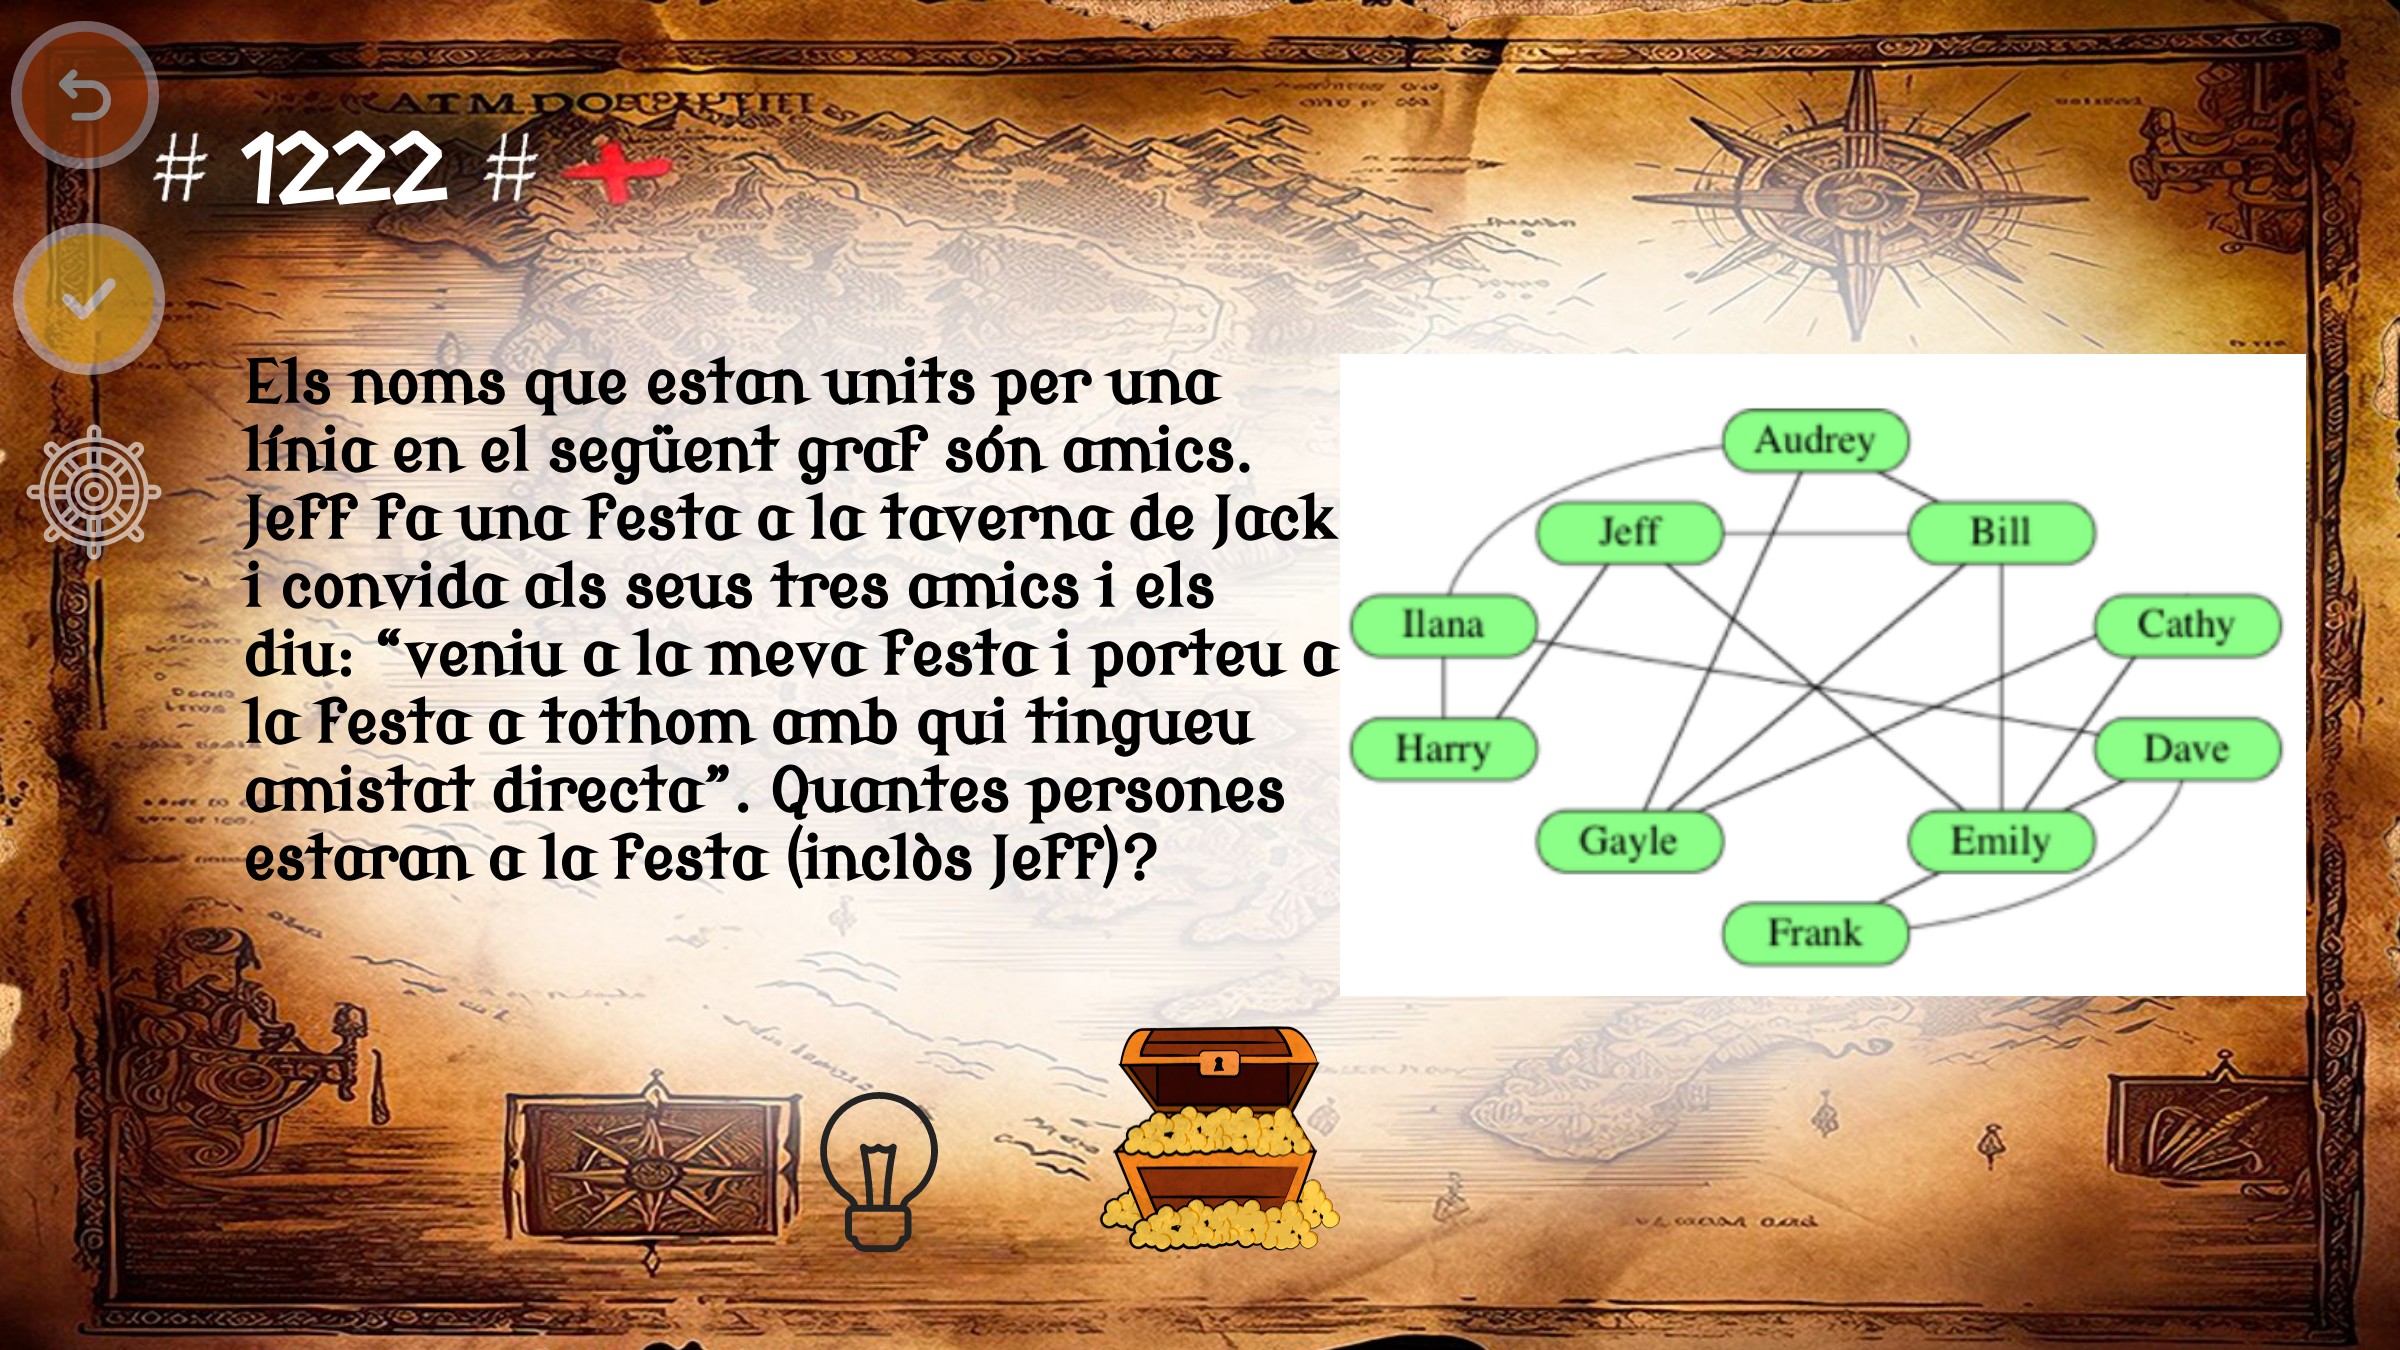 # 1222 #
Els noms que estan units per una
línia en el següent graf són amics.
Jeff fa una festa a la taverna de Jack
i convida als seus tres amics i els
diu: “veniu a la meva festa i porteu a
la festa a tothom amb qui tingueu
amistat directa”. Quantes persones
estaran a la festa (inclòs Jeff)?
Audrey
Jeff
Bill
Ilana
Cathy
Harry
Dave
Gayle
Emily
Frank